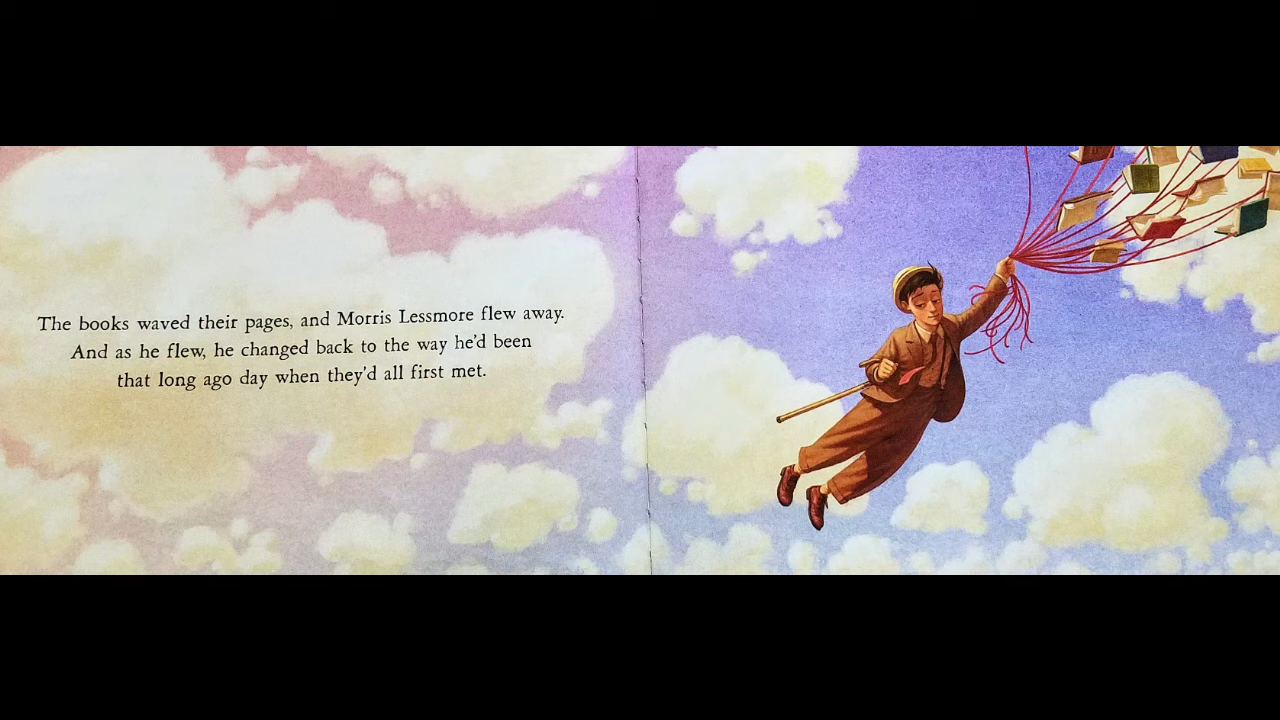 The books waved their pages, and Morris Lessmore flew away.
And as he flew, he changed back to the way he'd been
that long ago day when they'd all first met.